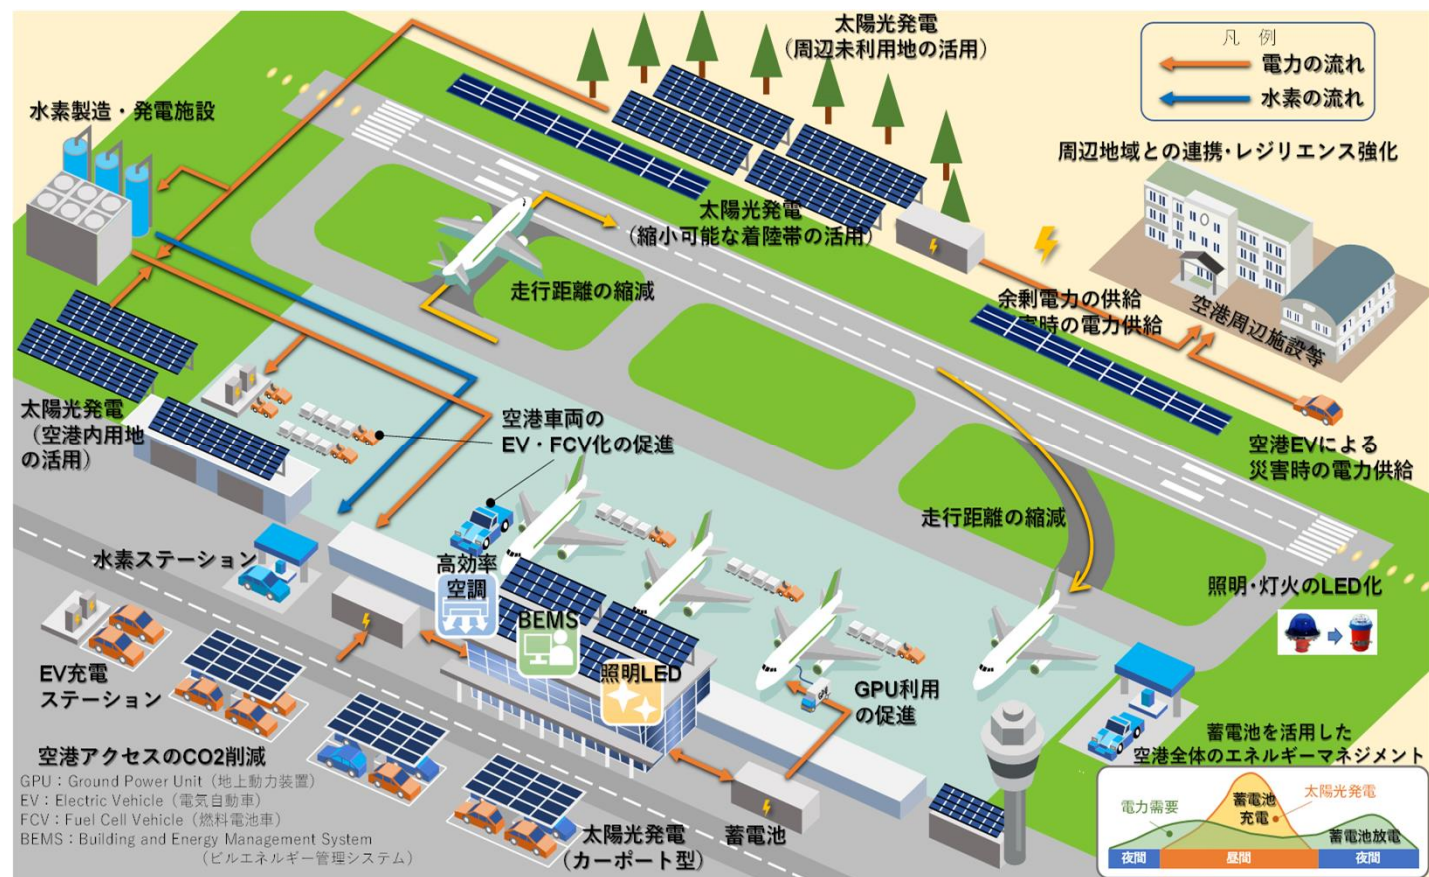 太陽光発電
（周辺未利用地の活用）
凡 例
電力の流れ
水素の流れ
水素製造・発電施設
周辺地域との連携・レジリエンス強化
太陽光発電
（縮小可能な着陸帯の活用）
走行距離の縮減
余剰電力の供給
害時の電力供給
空港周辺施設等
太陽光発電
（空港内用地
の活用）
空港車両の
EV・FCV化の促進
空港EVによる
災害時の電力供給
走行距離の縮減
水素ステーション
高効率
空調
照明・灯火のLED化
BEMS
EV充電
ステーション
照明LED
GPU利用
の促進
空港アクセスのCO2削減
GPU：Ground Power Unit（地上動力装置）
EV：Electric Vehicle（電気自動車）
FCV：Fuel Cell Vehicle（燃料電池車）
BEMS：Building and Energy Management System
（ビルエネルギー管理システム）
太陽光発電
（カーポート型）
蓄電池
蓄電池を活用した
空港全体のエネルギーマネジメント
電力需要
蓄電池
充電
太陽光発電
蓄電池放電
夜間
昼間
夜間